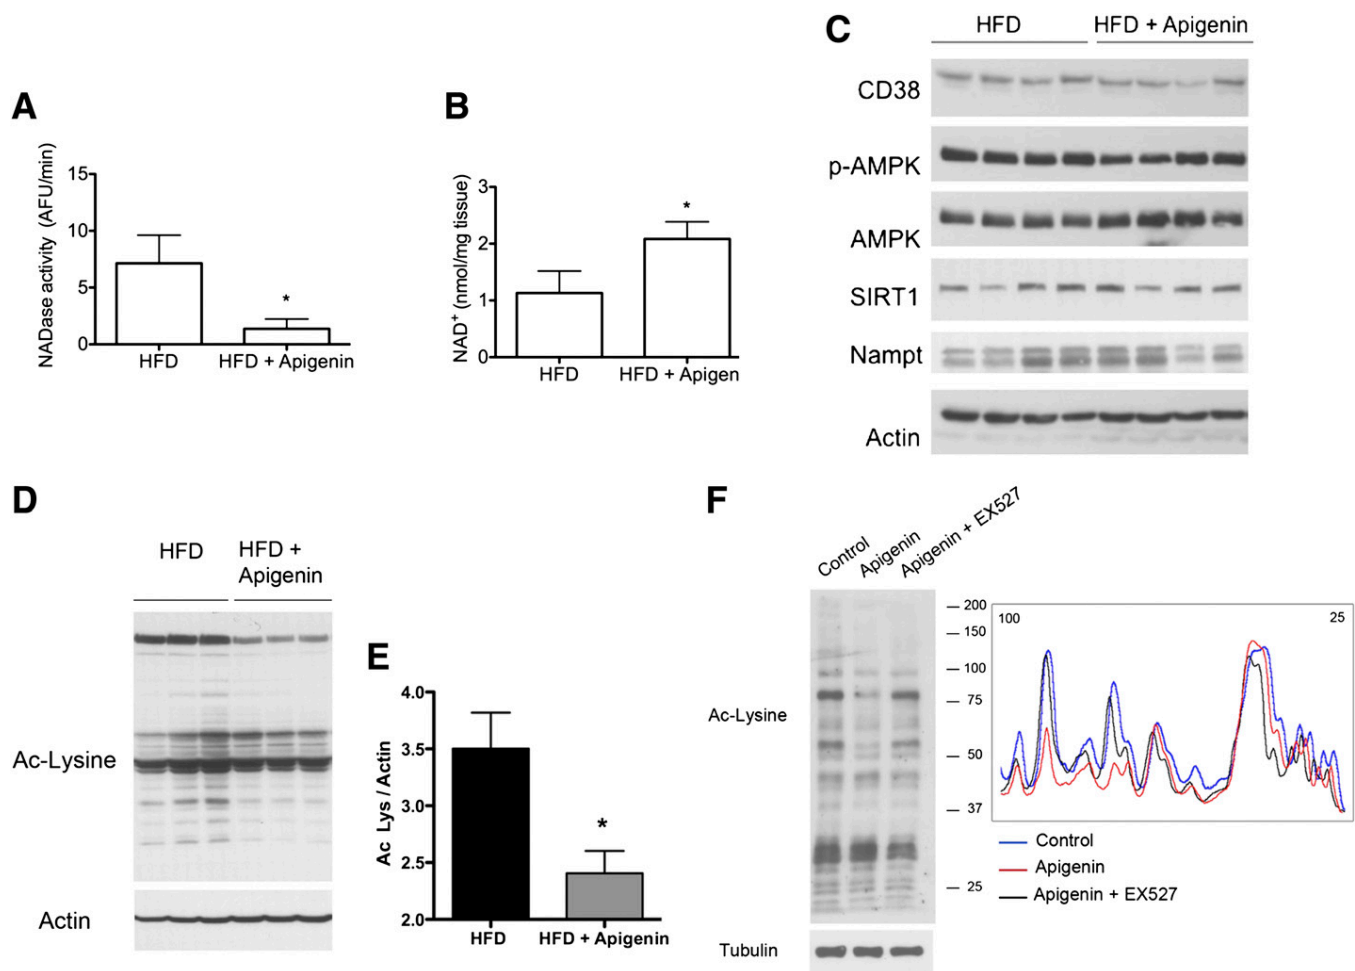 A
NADase activity (AFU/min)
15
10
5
0
HFD
HFD + Apigenin
*
B
NAD+ (nmol/mg tissue)
3
2
1
0
HFD
HFD + Apigen
*
C
HFD
HFD + Apigenin
CD38
p-AMPK
AMPK
SIRT1
Nampt
Actin
D
HFD
HFD +
Apigenin
Ac-Lysine
Actin
E
Ac Lys / Actin
4.0
3.5
3.0
2.5
2.0
HFD
HFD + Apigenin
*
F
Control
Apigenin
Apigenin + EX527
Ac-Lysine
Tubulin
200
150
100
75
50
37
25
100
25
Control
Apigenin
Apigenin + EX527